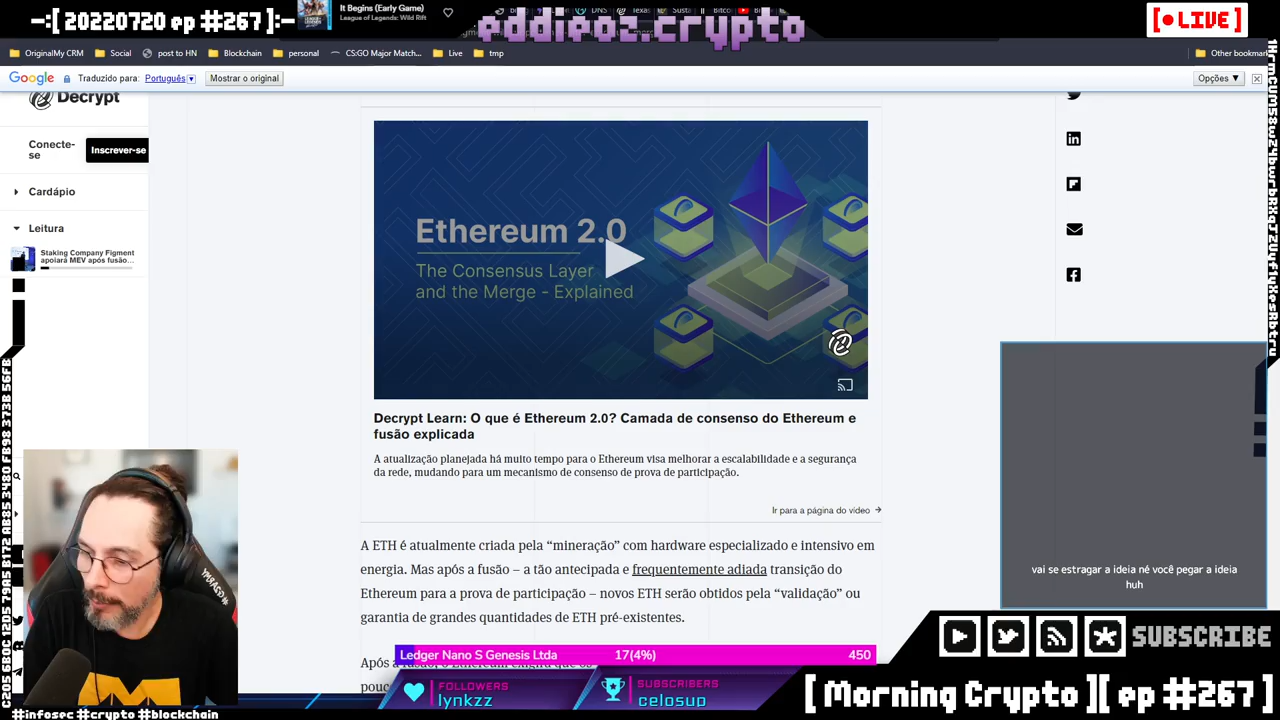 -:[ 20220720 ep #267 ]:-
It Begins (Early Game)
League of Legends: Wild Rift
eddieoz.crypto
[● LIVE]
OriginalMy CRM
Social
post to HN
Blockchain
personal
CS:GO Major Match...
Live
tmp
Other bookmar
Google
Traduzido para: Português
Mostrar o original
Opções ▼
Decrypt
Conecte-
se
Inscrever-se
Cardápio
Leitura
Staking Company Figment
apoiará MEV após fusão...
Ethereum 2.0
The Consensus Layer
and the Merge - Explained
Decrypt Learn: O que é Ethereum 2.0? Camada de consenso do Ethereum e
fusão explicada
A atualização planejada há muito tempo para o Ethereum visa melhorar a escalabilidade e a segurança
da rede, mudando para um mecanismo de consenso de prova de participação.
Ir para a página do vídeo →
A ETH é atualmente criada pela “mineração” com hardware especializado e intensivo em
energia. Mas após a fusão – a tão antecipada e frequentemente adiada transição do
Ethereum para a prova de participação – novos ETH serão obtidos pela “validação” ou
garantia de grandes quantidades de ETH pré-existentes.
vai se estragar a ideia né você pegar a ideia
huh
Ledger Nano S Genesis Ltda 17(4%) 450
FOLLOWERS
lynkzz
SUBSCRIBERS
celosup
SUBSCRIBE
[ Morning Crypto ][ ep #267 ]
#infosec #crypto #blockchain